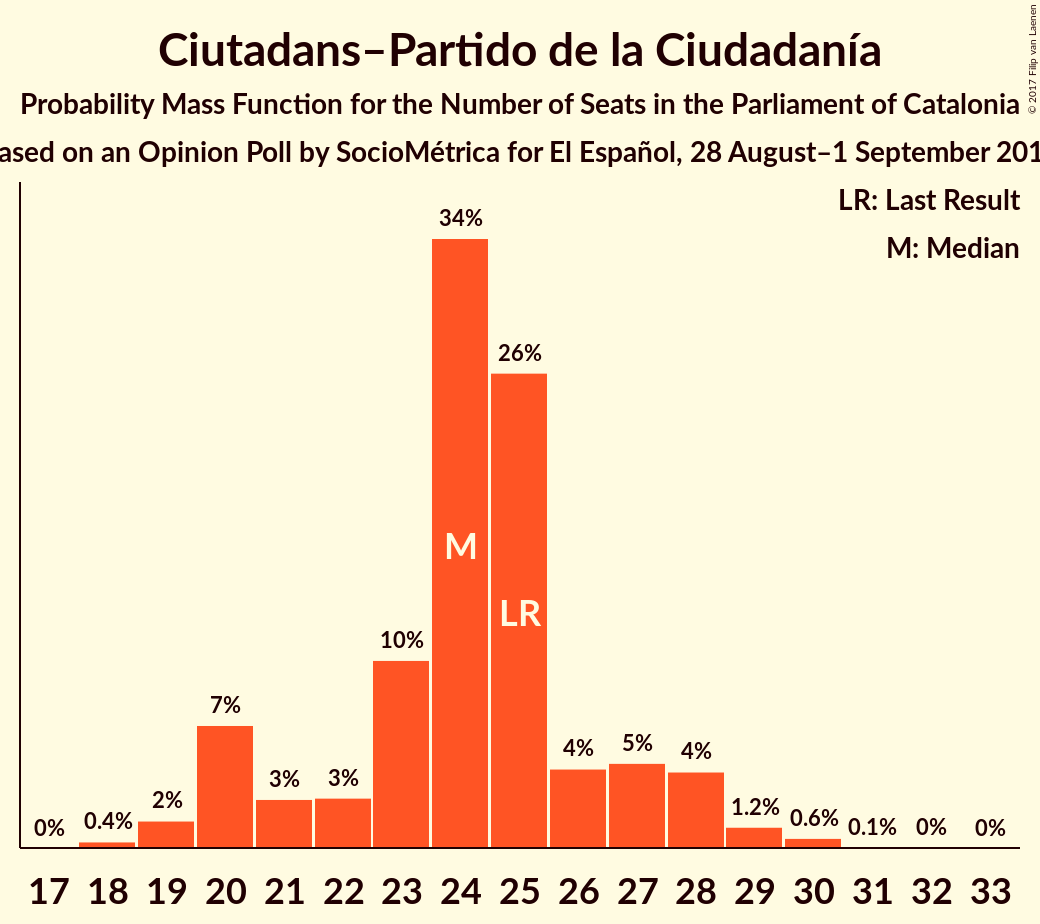 Ciutadans–Partido de la Ciudadanía
Probability Mass Function for the Number of Seats in the Parliament of Catalonia
ased on an Opinion Poll by SocioMétrica for El Español, 28 August–1 September 201
© 2017 Filip van Laenen
LR: Last Result
M: Median
0% 0.4% 2% 7% 3% 3% 10% 34% 26% 4% 5% 4% 1.2% 0.6% 0.1% 0% 0%
M
LR
17 18 19 20 21 22 23 24 25 26 27 28 29 30 31 32 33